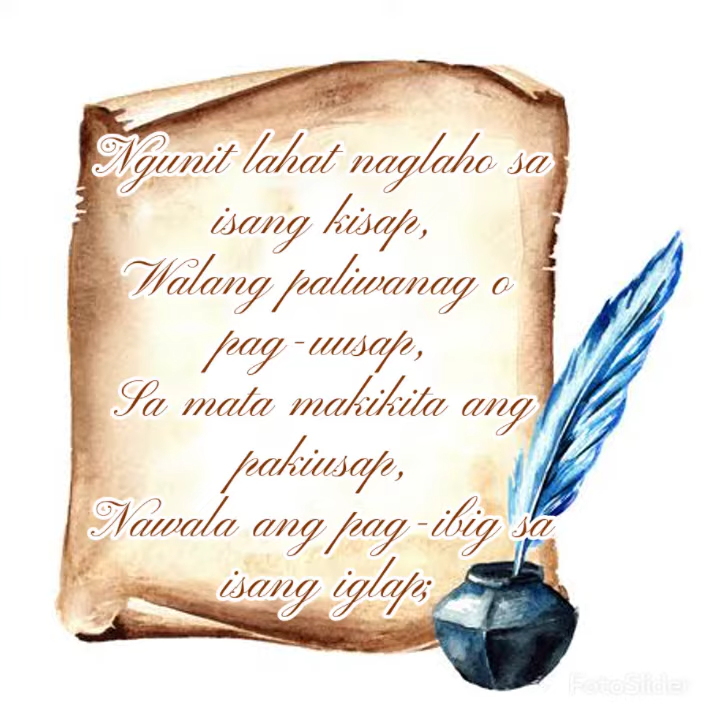 Ngunit lahat naglaho sa
isang kisap,
Walang paliwanag o
pag-uusap,
Sa mata makikita ang
pakiusap,
Nawala ang pag-ibig sa
isang iglap;
FotoSlider